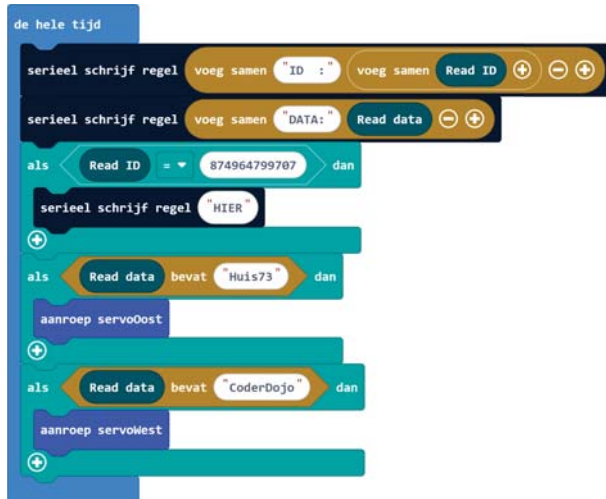 de hele tijd
serieel schrijf regel voeg samen "ID :" voeg samen Read ID
serieel schrijf regel voeg samen "DATA:" Read data
als Read ID = 874964799707 dan
serieel schrijf regel "HIER"
als Read data bevat "Huis73" dan
aanroep servoOost
als Read data bevat "CoderDojo" dan
aanroep servoWest